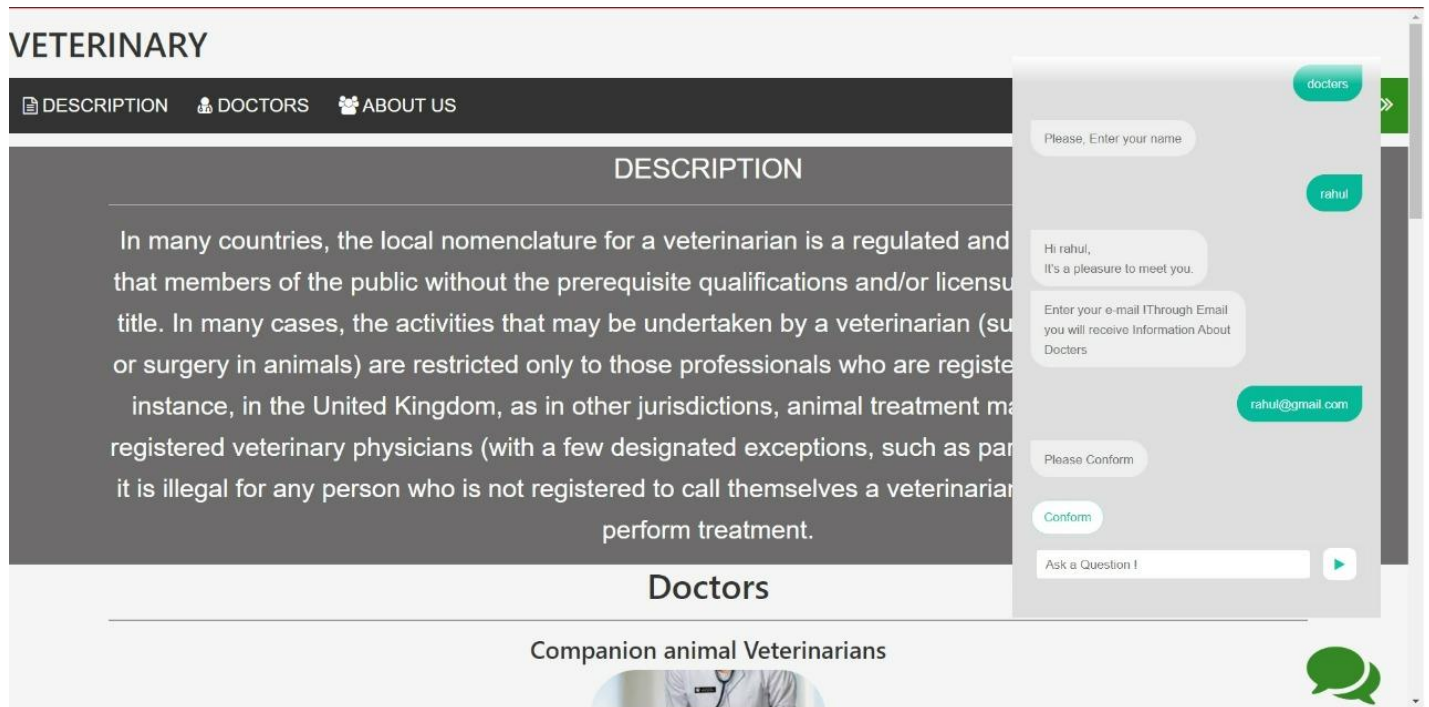 VETERINARY
DESCRIPTION DOCTORS ABOUT US
DESCRIPTION
In many countries, the local nomenclature for a veterinarian is a regulated and
that members of the public without the prerequisite qualifications and/or licensu
title. In many cases, the activities that may be undertaken by a veterinarian (su
or surgery in animals) are restricted only to those professionals who are registe
instance, in the United Kingdom, as in other jurisdictions, animal treatment ma
registered veterinary physicians (with a few designated exceptions, such as par
it is illegal for any person who is not registered to call themselves a veterinarian
perform treatment.
Doctors
Companion animal Veterinarians
docters
Please, Enter your name
rahul
Hi rahul,
It's a pleasure to meet you.
Enter your e-mail IThrough Email
you will receive Information About
Docters
rahul@gmail.com
Please Conform
Conform
Ask a Question !